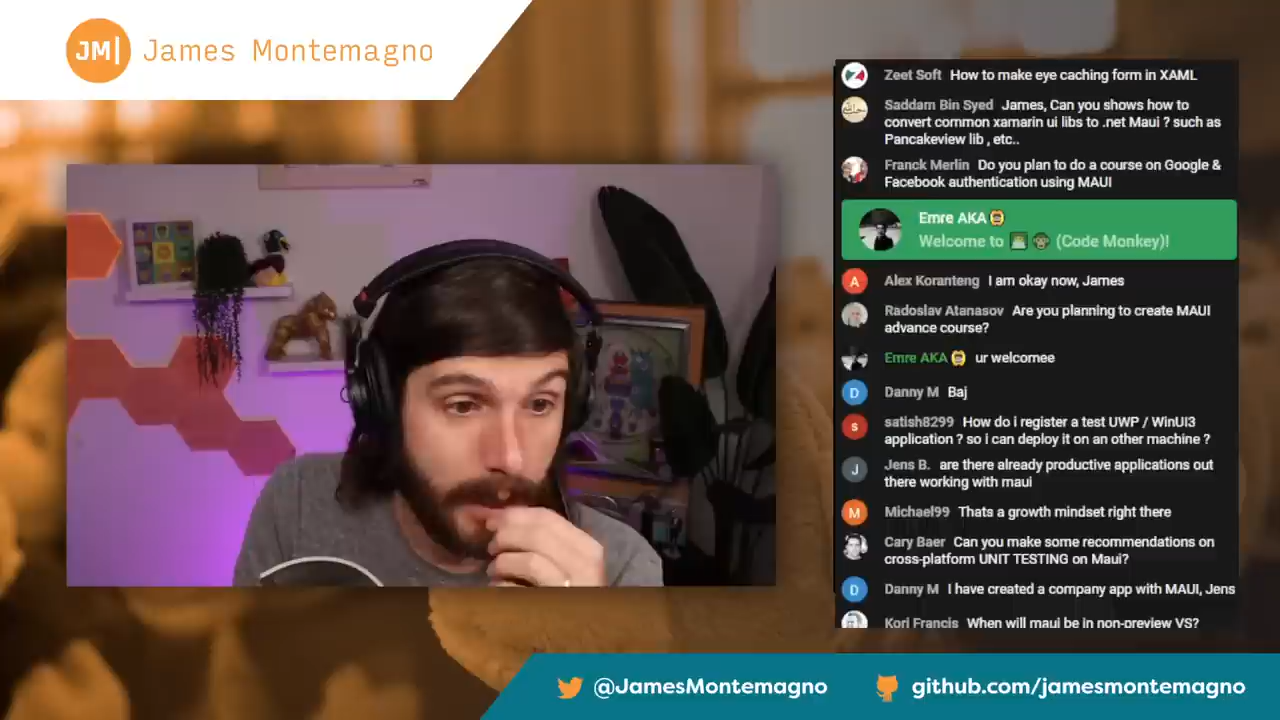 JM| James Montemagno
Zeet Soft How to make eye caching form in XAML
Saddam Bin Syed James, Can you shows how to
convert common xamarin ui libs to .net Maui ? such as
Pancakeview lib , etc..
Franck Merlin Do you plan to do a course on Google &
Facebook authentication using MAUI
Emre AKA
Welcome to (Code Monkey)!
A Alex Koranteng I am okay now, James
Radoslav Atanasov Are you planning to create MAUI
advance course?
Emre AKA ur welcomee
D Danny M Baj
s satish8299 How do i register a test UWP / WinUI3
application ? so i can deploy it on an other machine ?
J Jens B. are there already productive applications out
there working with maui
M Michael99 Thats a growth mindset right there
Cary Baer Can you make some recommendations on
cross-platform UNIT TESTING on Maui?
D Danny M I have created a company app with MAUI, Jens
Kori Francis When will maui be in non-preview VS?
@JamesMontemagno
github.com/jamesmontemagno